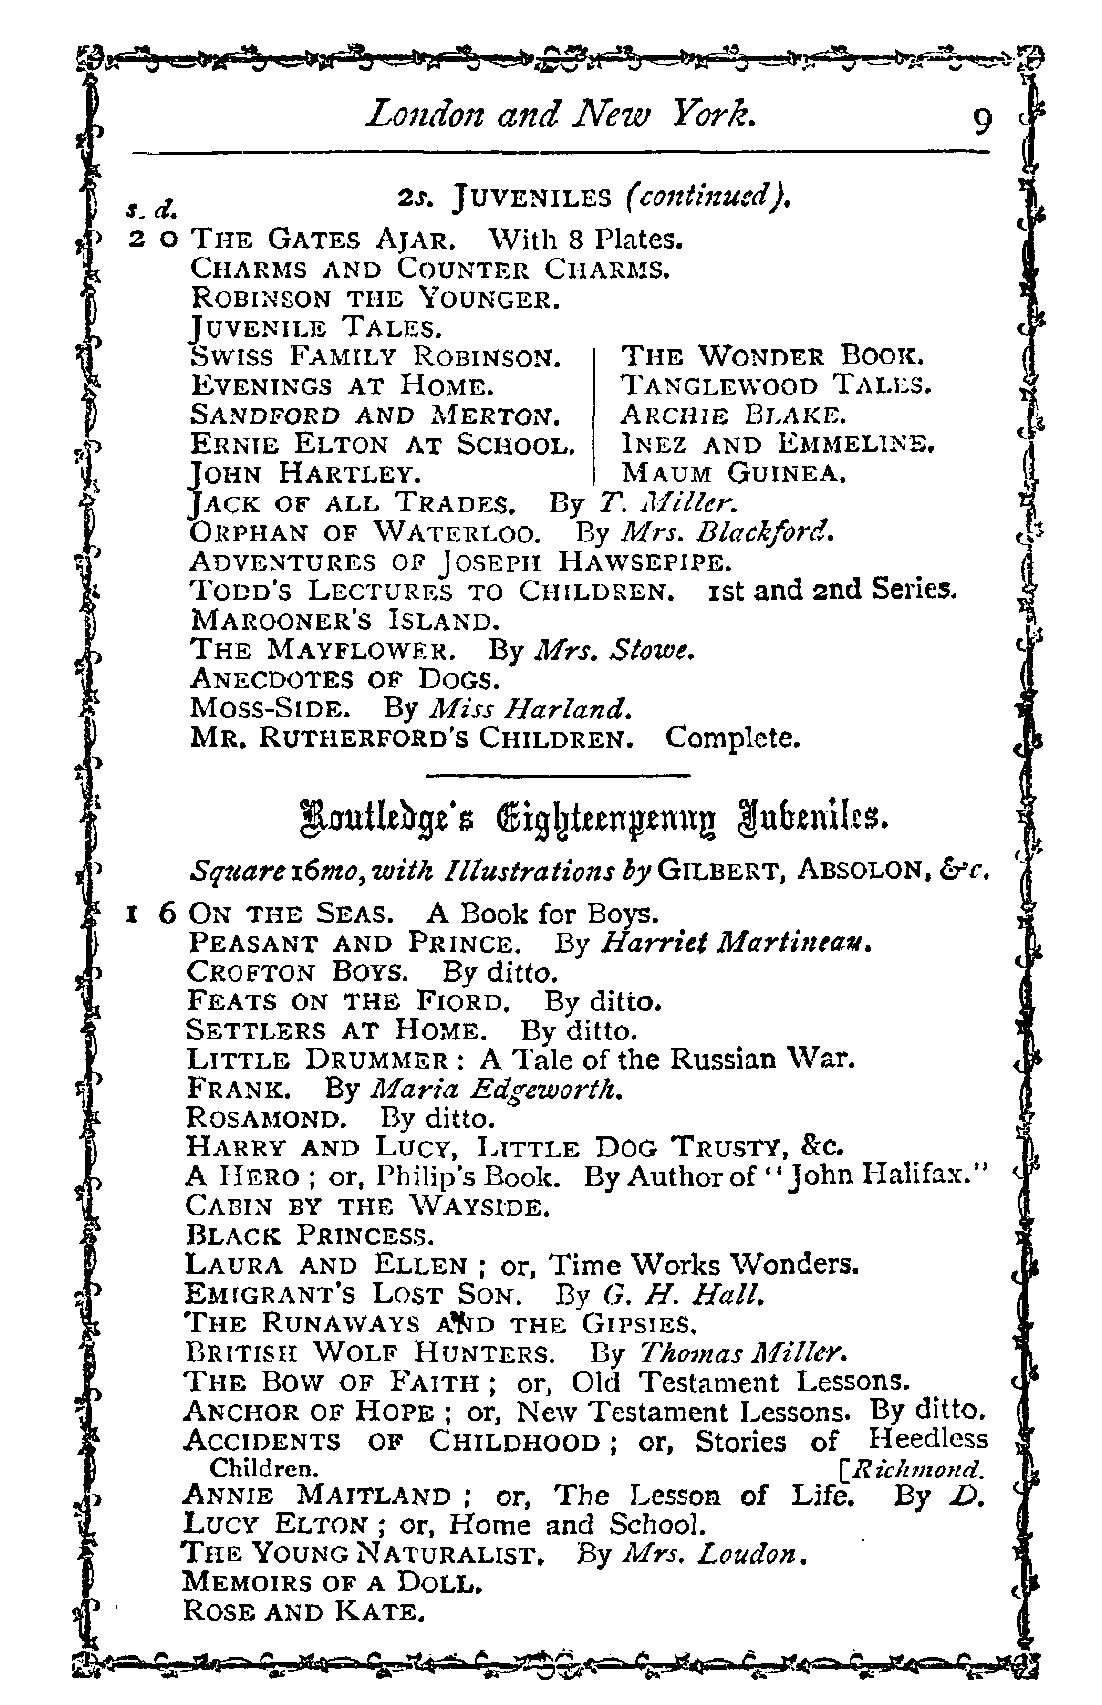 London and New York. 9
2s. JUVENILES (continued).
s. d.
2 0 THE GATES AJAR. With 8 Plates.
CHARMS AND COUNTER CHARMS.
ROBINSON THE YOUNGER.
JUVENILE TALES.
SWISS FAMILY ROBINSON. | THE WONDER BOOK.
EVENINGS AT HOME. | TANGLEWOOD TALES.
SANDFORD AND MERTON. | ARCHIE BLAKE.
ERNIE ELTON AT SCHOOL. | INEZ AND EMMELINE.
JOHN HARTLEY. | MAUM GUINEA.
JACK OF ALL TRADES. By T. Miller.
ORPHAN OF WATERLOO. By Mrs. Blackford.
ADVENTURES OF JOSEPH HAWSEPIPE.
TODD'S LECTURES TO CHILDREN. 1st and 2nd Series.
MAROONER'S ISLAND.
THE MAYFLOWER. By Mrs. Stowe.
ANECDOTES OF DOGS.
MOSS-SIDE. By Miss Harland.
MR. RUTHERFORD'S CHILDREN. Complete.
Routledge's Eighteenpenny Jubeniles.
Square 16mo, with Illustrations by GILBERT, ABSOLON, &c.
1 6 ON THE SEAS. A Book for Boys.
PEASANT AND PRINCE. By Harriet Martineau.
CROFTON BOYS. By ditto.
FEATS ON THE FIORD. By ditto.
SETTLERS AT HOME. By ditto.
LITTLE DRUMMER: A Tale of the Russian War.
FRANK. By Maria Edgeworth.
ROSAMOND. By ditto.
HARRY AND LUCY, LITTLE DOG TRUSTY, &c.
A HERO; or, Philip's Book. By Author of "John Halifax."
CABIN BY THE WAYSIDE.
BLACK PRINCESS.
LAURA AND ELLEN; or, Time Works Wonders.
EMIGRANT'S LOST SON. By G. H. Hall.
THE RUNAWAYS AND THE GIPSIES.
BRITISH WOLF HUNTERS. By Thomas Miller.
THE BOW OF FAITH; or, Old Testament Lessons.
ANCHOR OF HOPE; or, New Testament Lessons. By ditto.
ACCIDENTS OF CHILDHOOD; or, Stories of Heedless
Children. [Richmond.
ANNIE MAITLAND; or, The Lesson of Life. By D.
LUCY ELTON; or, Home and School.
THE YOUNG NATURALIST. By Mrs. Loudon.
MEMOIRS OF A DOLL.
ROSE AND KATE.